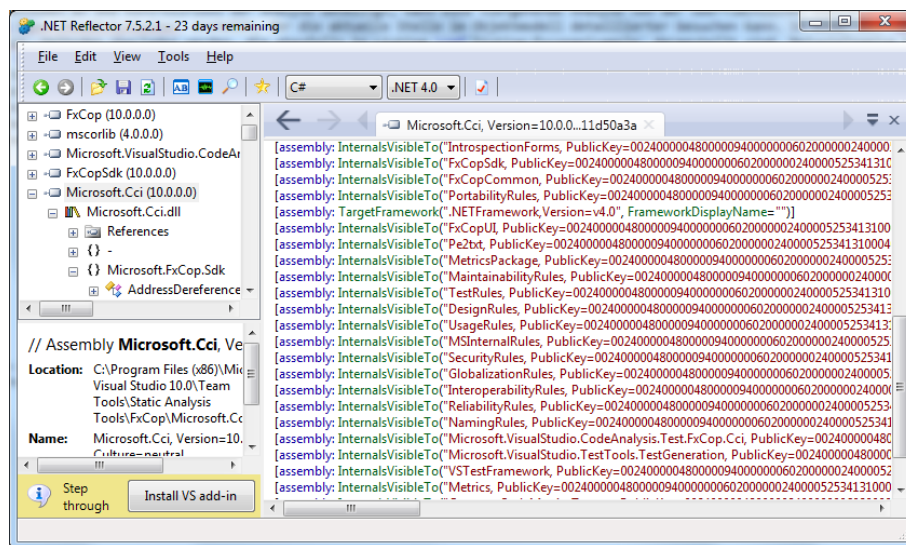 .NET Reflector 7.5.2.1 - 23 days remaining
File Edit View Tools Help
C# .NET 4.0
FxCop (10.0.0.0)
mscorlib (4.0.0.0)
Microsoft.VisualStudio.CodeAr
FxCopSdk (10.0.0.0)
Microsoft.Cci (10.0.0.0)
Microsoft.Cci.dll
References
{} -
{} Microsoft.FxCop.Sdk
AddressDereference
// Assembly Microsoft.Cci, Ve
Location: C:\Program Files (x86)\Mic
Visual Studio 10.0\Team
Tools\Static Analysis
Tools\FxCop\Microsoft.Cc
Name: Microsoft.Cci, Version=10.
Culture=neutral
Step through
Install VS add-in
Microsoft.Cci, Version=10.0.0...11d50a3a
[assembly: InternalsVisibleTo("IntrospectionForms, PublicKey=00240000048000009400000006020000002400005
[assembly: InternalsVisibleTo("FxCopSdk, PublicKey=0024000004800000940000000602000000240000525341310
[assembly: InternalsVisibleTo("FxCopCommon, PublicKey=00240000048000009400000006020000002400005253
[assembly: InternalsVisibleTo("PortabilityRules, PublicKey=00240000048000009400000006020000002400005253
[assembly: TargetFramework(".NETFramework,Version=v4.0", FrameworkDisplayName="")]
[assembly: InternalsVisibleTo("FxCopUI, PublicKey=002400000480000094000000060200000024000052534131000
[assembly: InternalsVisibleTo("Pe2txt, PublicKey=00240000048000009400000006020000002400005253413100004
[assembly: InternalsVisibleTo("MetricsPackage, PublicKey=0024000004800000940000000602000000240000525
[assembly: InternalsVisibleTo("MaintainabilityRules, PublicKey=002400000480000094000000060200000024000
[assembly: InternalsVisibleTo("TestRules, PublicKey=0024000004800000940000000602000000240000525341310
[assembly: InternalsVisibleTo("DesignRules, PublicKey=002400000480000094000000060200000024000052534131
[assembly: InternalsVisibleTo("UsageRules, PublicKey=002400000480000094000000060200000024000052534131
[assembly: InternalsVisibleTo("MSInternalRules, PublicKey=0024000004800000940000000602000000240000525
[assembly: InternalsVisibleTo("SecurityRules, PublicKey=002400000480000094000000060200000024000052534
[assembly: InternalsVisibleTo("GlobalizationRules, PublicKey=00240000048000009400000006020000002400005
[assembly: InternalsVisibleTo("InteroperabilityRules, PublicKey=002400000480000094000000060200000024000
[assembly: InternalsVisibleTo("ReliabilityRules, PublicKey=0024000004800000940000000602000000240000525
[assembly: InternalsVisibleTo("NamingRules, PublicKey=0024000004800000940000000602000000240000525341
[assembly: InternalsVisibleTo("Microsoft.VisualStudio.CodeAnalysis.Test.FxCop.Cci, PublicKey=00240000048
[assembly: InternalsVisibleTo("Microsoft.VisualStudio.TestTools.TestGeneration, PublicKey=00240000048000
[assembly: InternalsVisibleTo("VSTestFramework, PublicKey=002400000480000094000000060200000024000052
[assembly: InternalsVisibleTo("Metrics, PublicKey=002400000480000094000000060200000024000052534131000